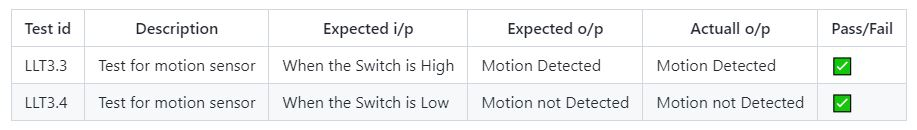 Test id Description Expected i/p Expected o/p Actuall o/p Pass/Fail
LLT3.3 Test for motion sensor When the Switch is High Motion Detected Motion Detected ✅
LLT3.4 Test for motion sensor When the Switch is Low Motion not Detected Motion not Detected ✅